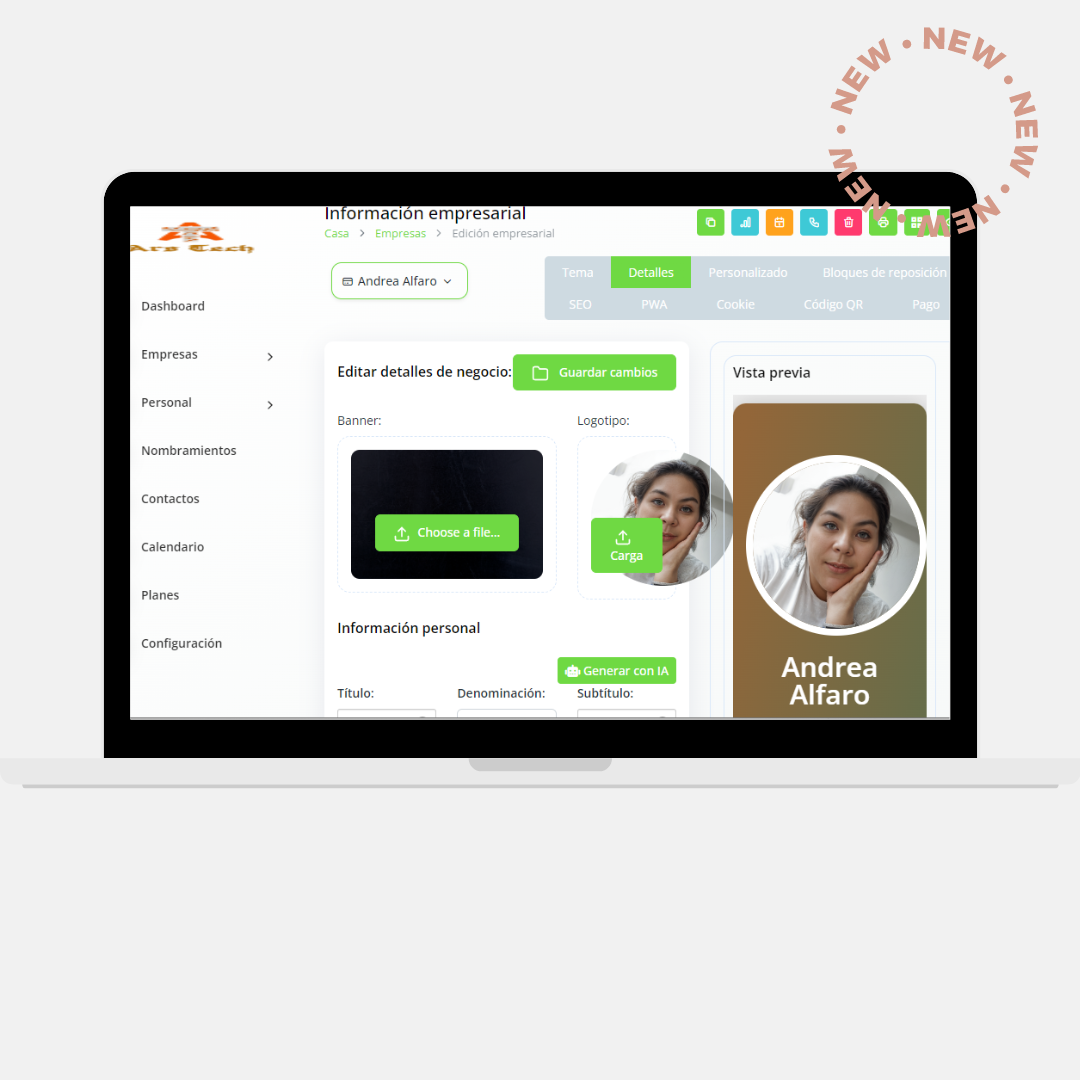 NEW • NEW • NEW • NEW • NEW • NEW •
Información empresarial
Casa > Empresas > Edición empresarial
Ars Tech
Andrea Alfaro
Tema Detalles Personalizado Bloques de reposición
SEO PWA Cookie Código QR Pago
Dashboard
Empresas
Personal
Nombramientos
Contactos
Calendario
Planes
Configuración
Editar detalles de negocio:
Guardar cambios
Banner:
Logotipo:
Choose a file...
Carga
Información personal
Generar con IA
Título: Denominación: Subtítulo:
Vista previa
Andrea
Alfaro